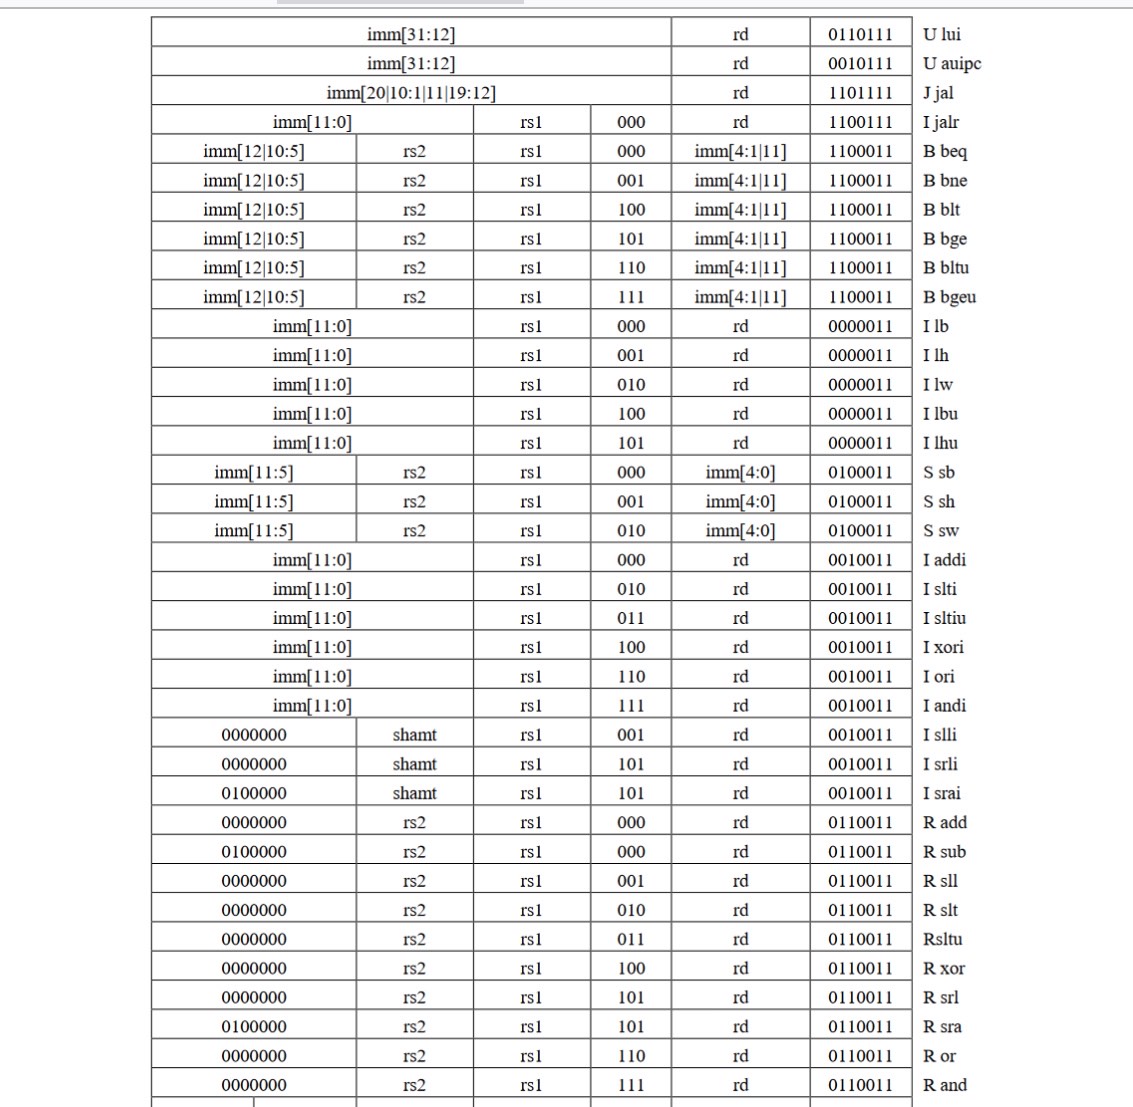 imm[31:12] rd 0110111 U lui
imm[31:12] rd 0010111 U auipc
imm[20|10:1|11|19:12] rd 1101111 J jal
imm[11:0] rs1 000 rd 1100111 I jalr
imm[12|10:5] rs2 rs1 000 imm[4:1|11] 1100011 B beq
imm[12|10:5] rs2 rs1 001 imm[4:1|11] 1100011 B bne
imm[12|10:5] rs2 rs1 100 imm[4:1|11] 1100011 B blt
imm[12|10:5] rs2 rs1 101 imm[4:1|11] 1100011 B bge
imm[12|10:5] rs2 rs1 110 imm[4:1|11] 1100011 B bltu
imm[12|10:5] rs2 rs1 111 imm[4:1|11] 1100011 B bgeu
imm[11:0] rs1 000 rd 0000011 I lb
imm[11:0] rs1 001 rd 0000011 I lh
imm[11:0] rs1 010 rd 0000011 I lw
imm[11:0] rs1 100 rd 0000011 I lbu
imm[11:0] rs1 101 rd 0000011 I lhu
imm[11:5] rs2 rs1 000 imm[4:0] 0100011 S sb
imm[11:5] rs2 rs1 001 imm[4:0] 0100011 S sh
imm[11:5] rs2 rs1 010 imm[4:0] 0100011 S sw
imm[11:0] rs1 000 rd 0010011 I addi
imm[11:0] rs1 010 rd 0010011 I slti
imm[11:0] rs1 011 rd 0010011 I sltiu
imm[11:0] rs1 100 rd 0010011 I xori
imm[11:0] rs1 110 rd 0010011 I ori
imm[11:0] rs1 111 rd 0010011 I andi
0000000 shamt rs1 001 rd 0010011 I slli
0000000 shamt rs1 101 rd 0010011 I srli
0100000 shamt rs1 101 rd 0010011 I srai
0000000 rs2 rs1 000 rd 0110011 R add
0100000 rs2 rs1 000 rd 0110011 R sub
0000000 rs2 rs1 001 rd 0110011 R sll
0000000 rs2 rs1 010 rd 0110011 R slt
0000000 rs2 rs1 011 rd 0110011 Rsltu
0000000 rs2 rs1 100 rd 0110011 R xor
0000000 rs2 rs1 101 rd 0110011 R srl
0100000 rs2 rs1 101 rd 0110011 R sra
0000000 rs2 rs1 110 rd 0110011 R or
0000000 rs2 rs1 111 rd 0110011 R and